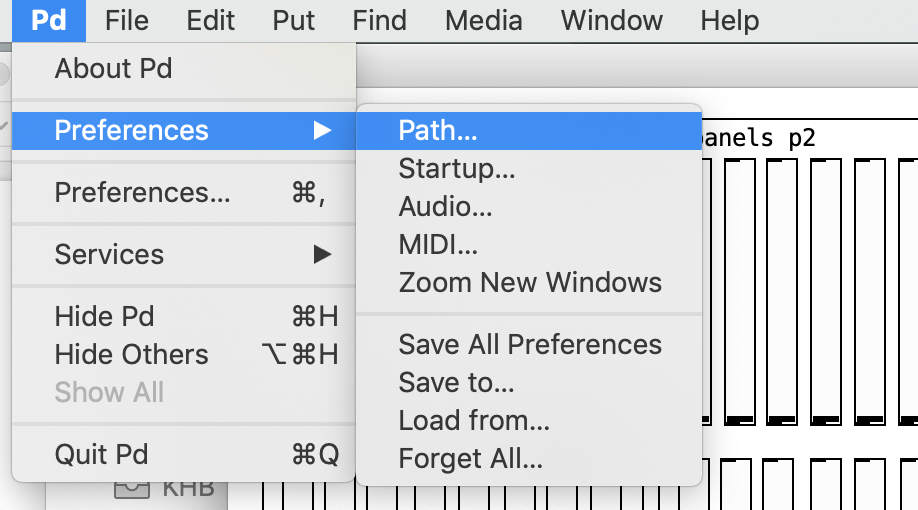 Pd File Edit Put Find Media Window Help
About Pd
Preferences ▶
Preferences... ⌘,
Services ▶
Hide Pd ⌘H
Hide Others ⌥⌘H
Show All
Quit Pd ⌘Q
Path...
Startup...
Audio...
MIDI...
Zoom New Windows
Save All Preferences
Save to...
Load from...
Forget All...
p2
KHB